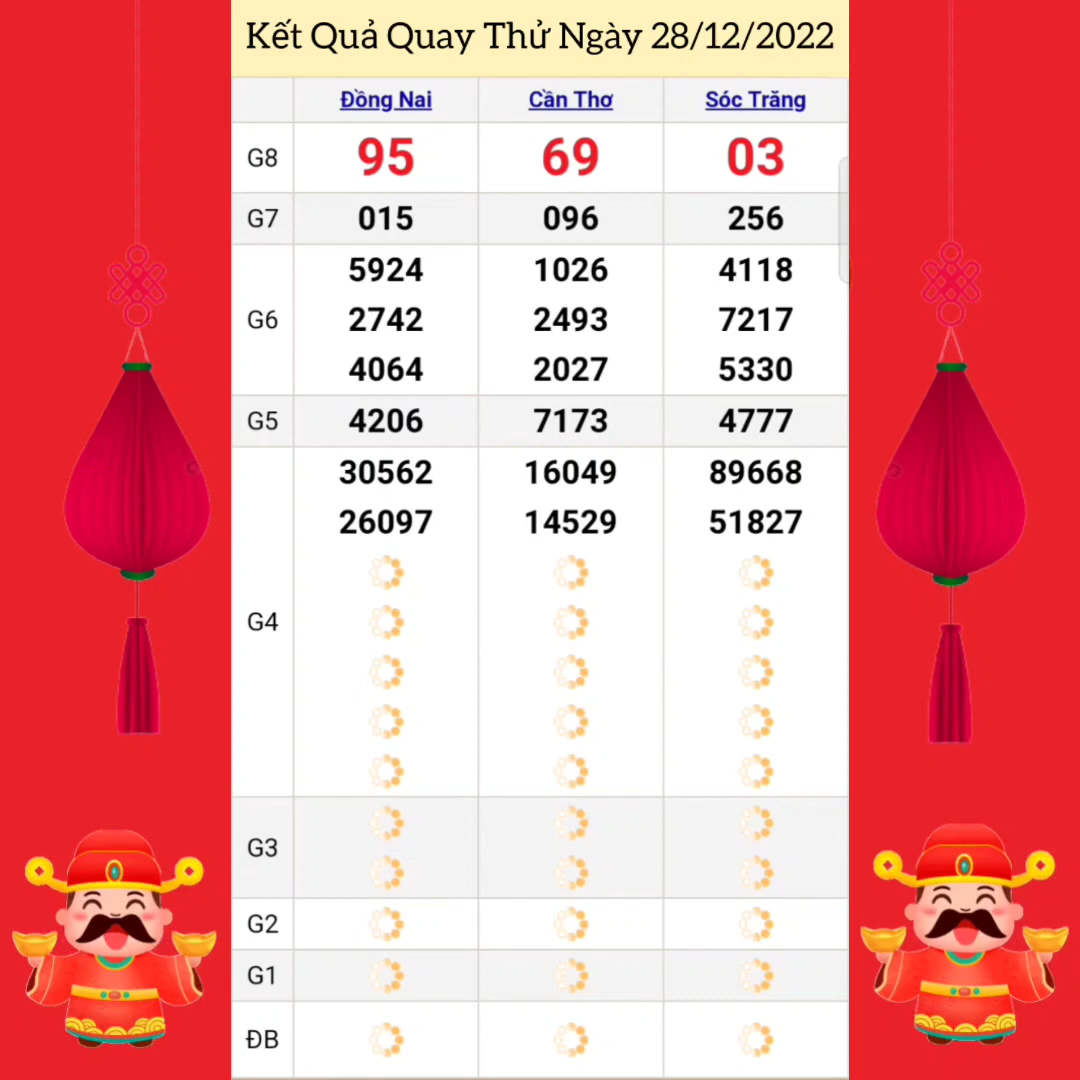 Kết Quả Quay Thử Ngày 28/12/2022
Đồng Nai Cần Thơ Sóc Trăng
G8 95 69 03
G7 015 096 256
5924 1026 4118
G6 2742 2493 7217
4064 2027 5330
G5 4206 7173 4777
30562 16049 89668
26097 14529 51827
G4
G3
G2
G1
ĐB